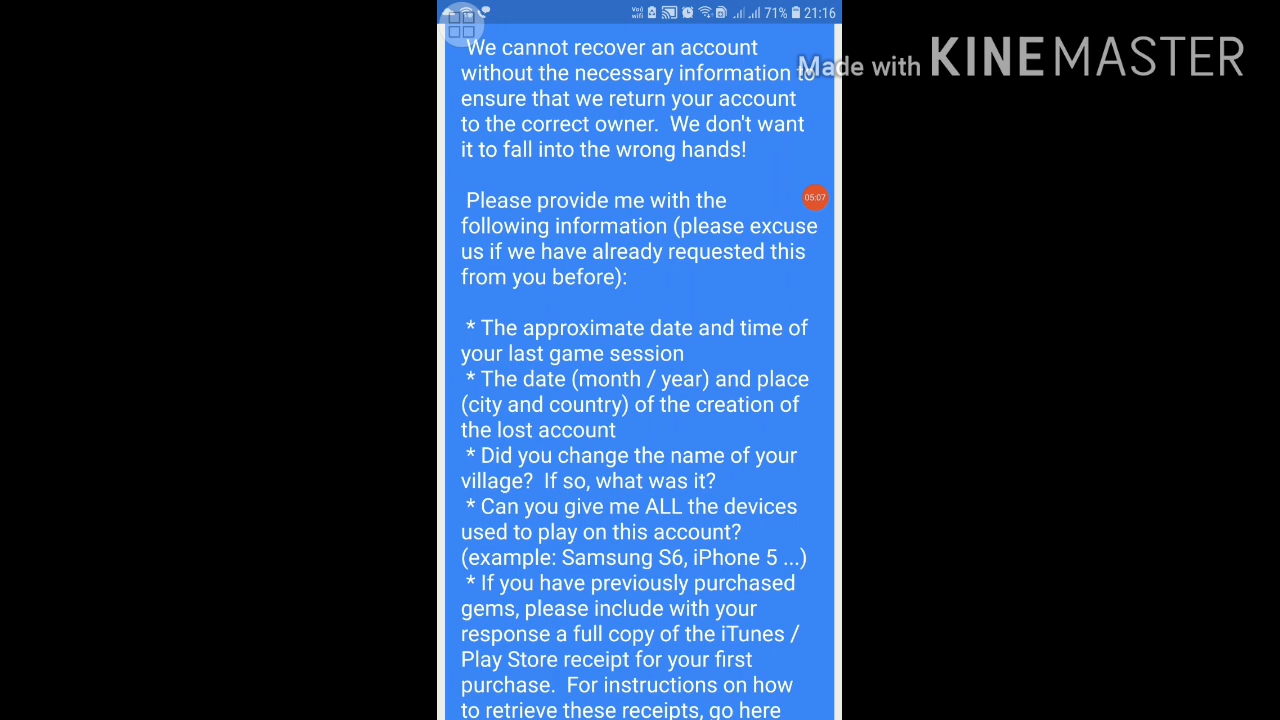 Vo) 71% 21:16
wifi
We cannot recover an account
Made with KINEMASTER
without the necessary information to
ensure that we return your account
to the correct owner.  We don't want
it to fall into the wrong hands!
Please provide me with the
05:07
following information (please excuse
us if we have already requested this
from you before):
* The approximate date and time of
your last game session
* The date (month / year) and place
(city and country) of the creation of
the lost account
* Did you change the name of your
village?  If so, what was it?
* Can you give me ALL the devices
used to play on this account?
(example: Samsung S6, iPhone 5 ...)
* If you have previously purchased
gems, please include with your
response a full copy of the iTunes /
Play Store receipt for your first
purchase.  For instructions on how
to retrieve these receipts, go here